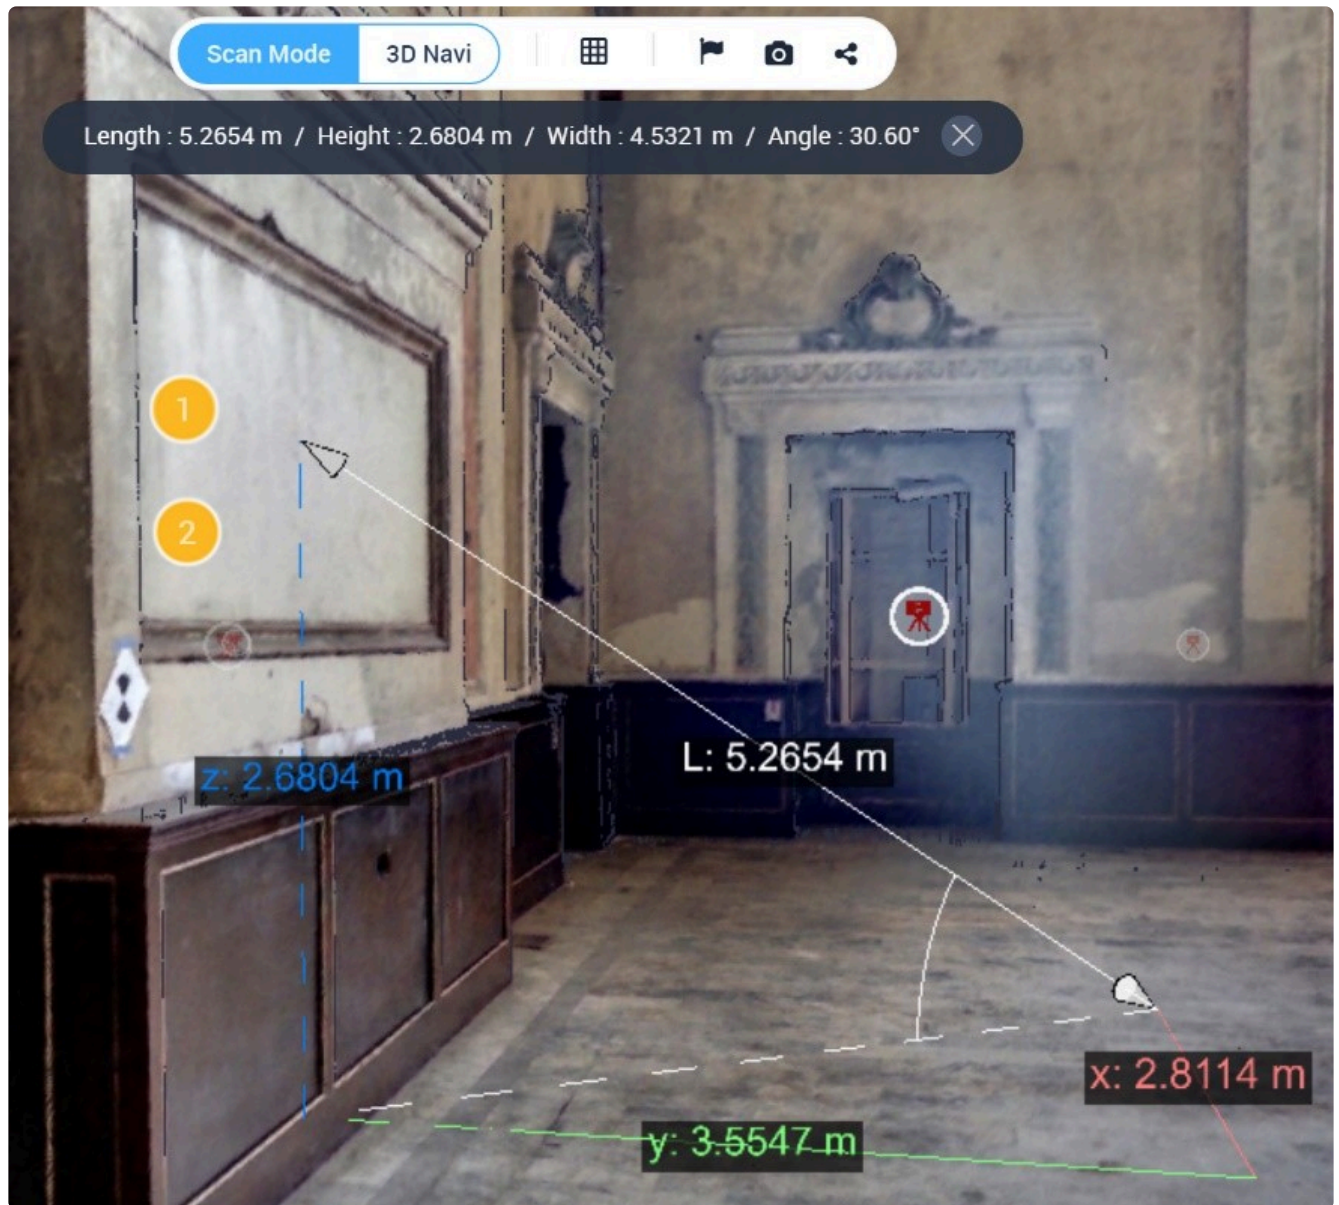 Scan Mode 3D Navi
Length : 5.2654 m / Height : 2.6804 m / Width : 4.5321 m / Angle : 30.60°
1
2
L: 5.2654 m
z: 2.6804 m
x: 2.8114 m
y: 3.5547 m